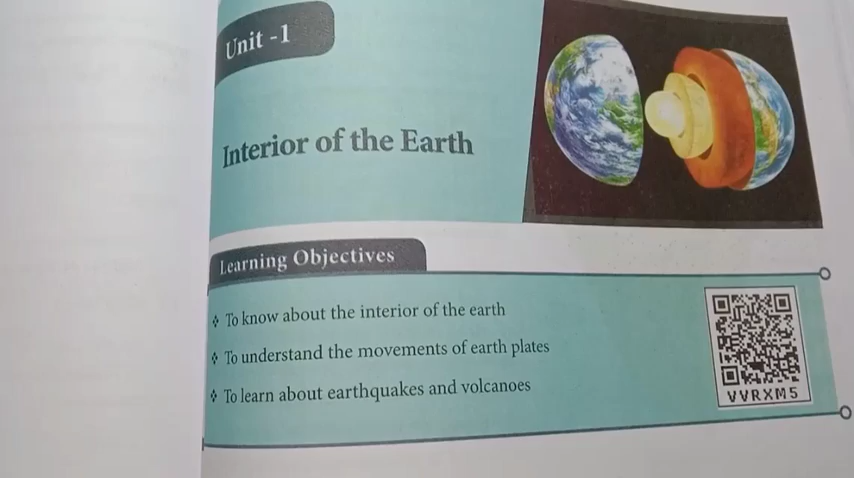 Unit -1
Interior of the Earth
Learning Objectives
❖ To know about the interior of the earth
❖ To understand the movements of earth plates
❖ To learn about earthquakes and volcanoes
VVRXM5